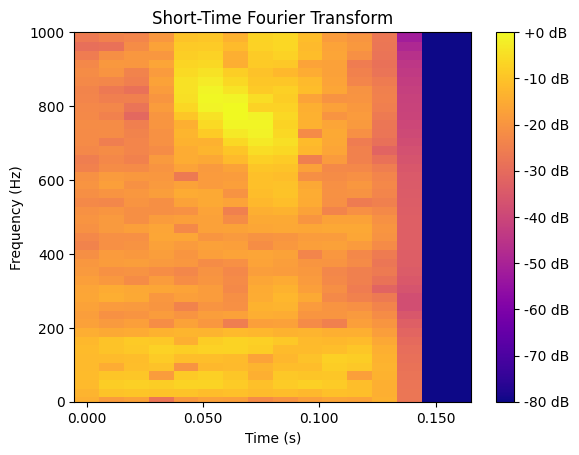 Short-Time Fourier Transform
1000
800
600
400
200
0
Frequency (Hz)
0.000
0.050
0.100
0.150
Time (s)
+0 dB
-10 dB
-20 dB
-30 dB
-40 dB
-50 dB
-60 dB
-70 dB
-80 dB